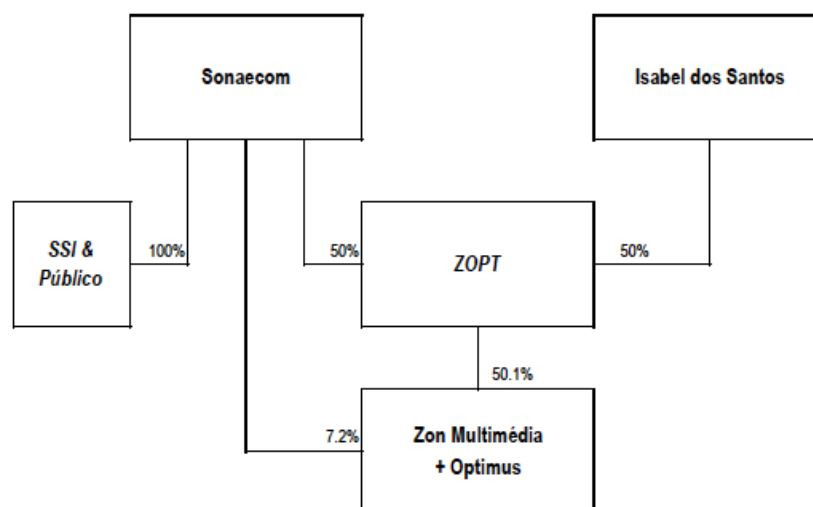 Sonaecom
Isabel dos Santos
SSI &
Público
100%
50%
ZOPT
50%
50.1%
7.2%
Zon Multimédia
+ Optimus